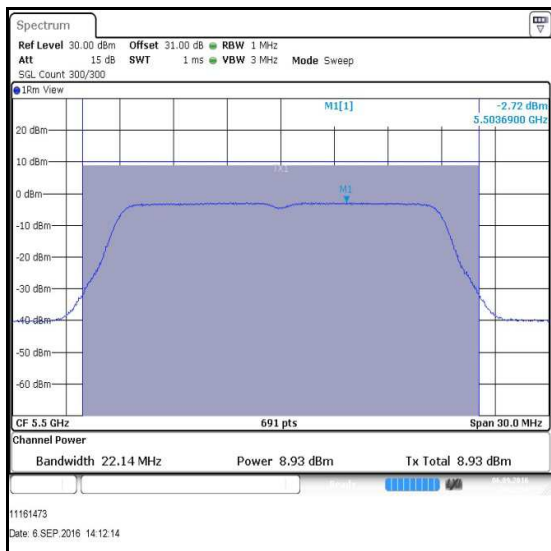 Spectrum
Ref Level 30.00 dBm Offset 31.00 dB RBW 1 MHz
Att 15 dB SWT 1 ms VBW 3 MHz Mode Sweep
SGL Count 300/300
1Rm View
M1[1] -2.72 dBm
5.5036900 GHz
20 dBm
10 dBm
TX1
0 dBm
M1
-10 dBm
-20 dBm
-30 dBm
-40 dBm
-50 dBm
-60 dBm
CF 5.5 GHz 691 pts Span 30.0 MHz
Channel Power
Bandwidth 22.14 MHz Power 8.93 dBm Tx Total 8.93 dBm
11161473
Date: 6.SEP.2016 14:12:14